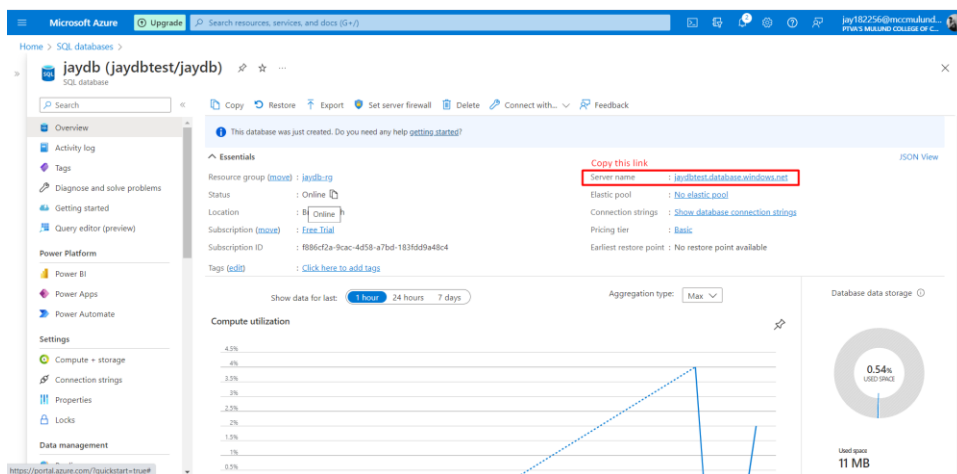 Microsoft Azure
Upgrade
Search resources, services, and docs (G+/)
2
jay182256@mccmulund...
PTVA'S MULUND COLLEGE OF C...
Home > SQL databases >
jaydb (jaydbtest/jaydb)
SQL
SQL database
Search
Copy
Restore
Export
Set server firewall
Delete
Connect with...
Feedback
This database was just created. Do you need any help getting started?
Overview
Activity log
Tags
Diagnose and solve problems
Getting started
Query editor (preview)
Power Platform
Power BI
Power Apps
Power Automate
Settings
Compute + storage
Connection strings
Properties
Locks
Data management
https://portal.azure.com/?quickstart=true#
Essentials
JSON View
Resource group (move) : jaydb-rg
Status : Online
Location : B
Online
h
Subscription (move) : Free Trial
Subscription ID : f886cf2a-9cac-4d58-a7bd-183fdd9a48c4
Tags (edit) : Click here to add tags
Copy this link
Server name : jaydbtest.database.windows.net
Elastic pool : No elastic pool
Connection strings : Show database connection strings
Pricing tier : Basic
Earliest restore point : No restore point available
Show data for last: 1 hour 24 hours 7 days
Aggregation type: Max
Compute utilization
4.5%
4%
3.5%
3%
2.5%
2%
1.5%
1%
0.5%
Database data storage
0.54%
USED SPACE
Used space
11 MB